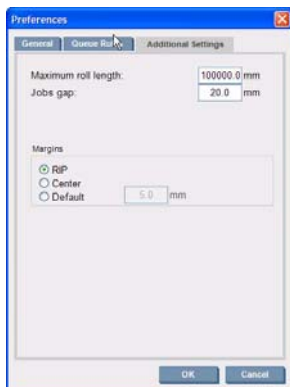 Preferences
General Queue Rules Additional Settings
Maximum roll length: 100000.0 mm
Jobs gap: 20.0 mm
Margins
RIP
Center
Default 5.0 mm
OK Cancel